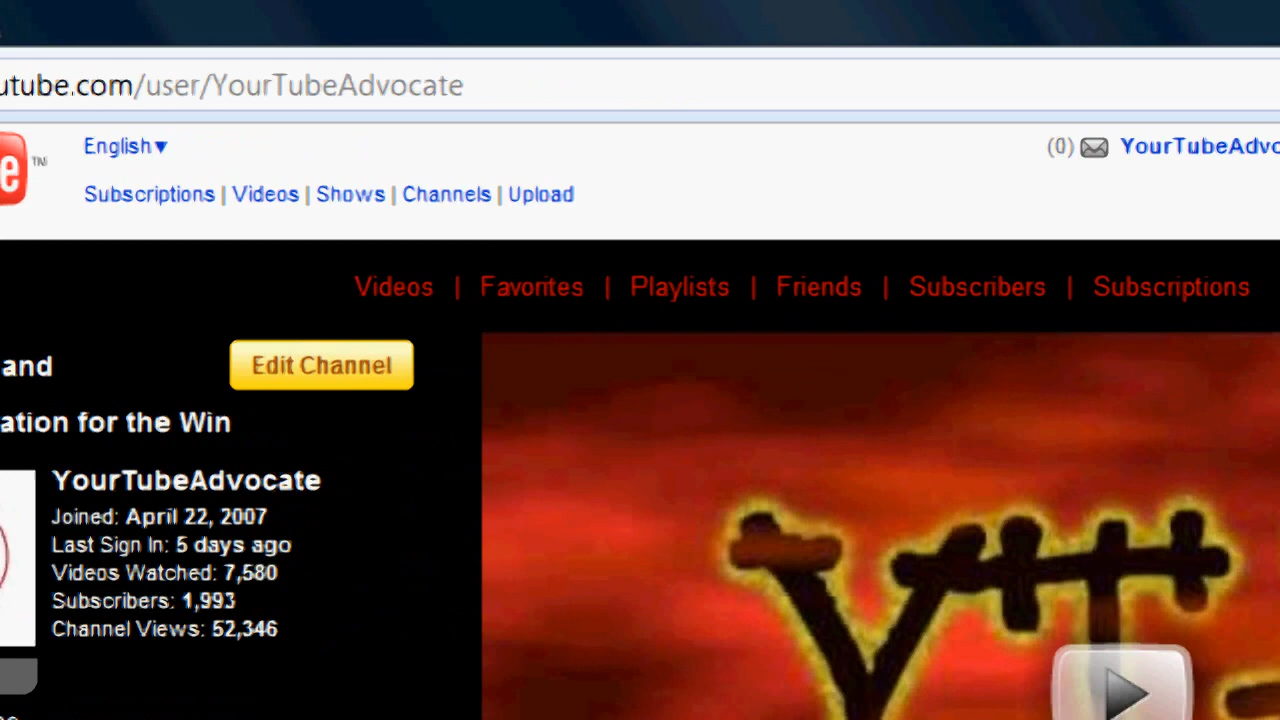 utube.com/user/YourTubeAdvocate
e ™
English▼
(0) YourTubeAdvo
Subscriptions | Videos | Shows | Channels | Upload
Videos | Favorites | Playlists | Friends | Subscribers | Subscriptions
and
Edit Channel
ation for the Win
YourTubeAdvocate
Joined: April 22, 2007
Last Sign In: 5 days ago
Videos Watched: 7,580
Subscribers: 1,993
Channel Views: 52,346